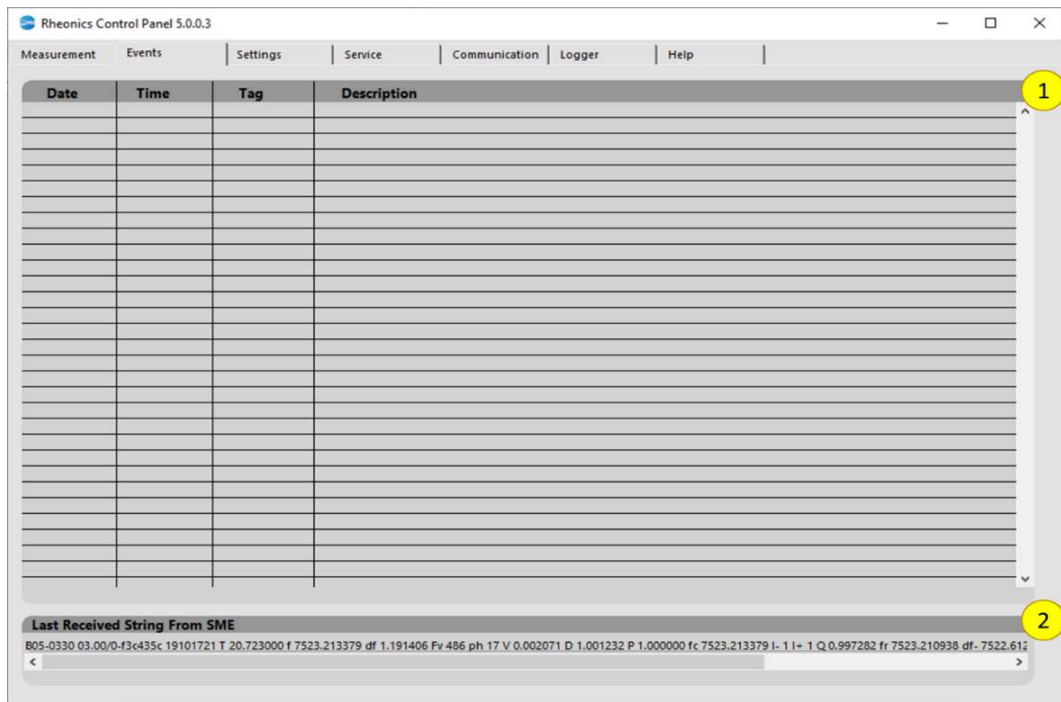 Rheonics Control Panel 5.0.0.3
Measurement Events Settings Service Communication Logger Help
Date Time Tag Description
1
2
Last Received String From SME
B05-0330 03.00/0-f3c435c 19101721 T 20.723000 f 7523.213379 df 1.191406 Fv 486 ph 17 V 0.002071 D 1.001232 P 1.000000 fc 7523.213379 I- 1 I+ 1 Q 0.997282 fr 7523.210938 df- 7522.612